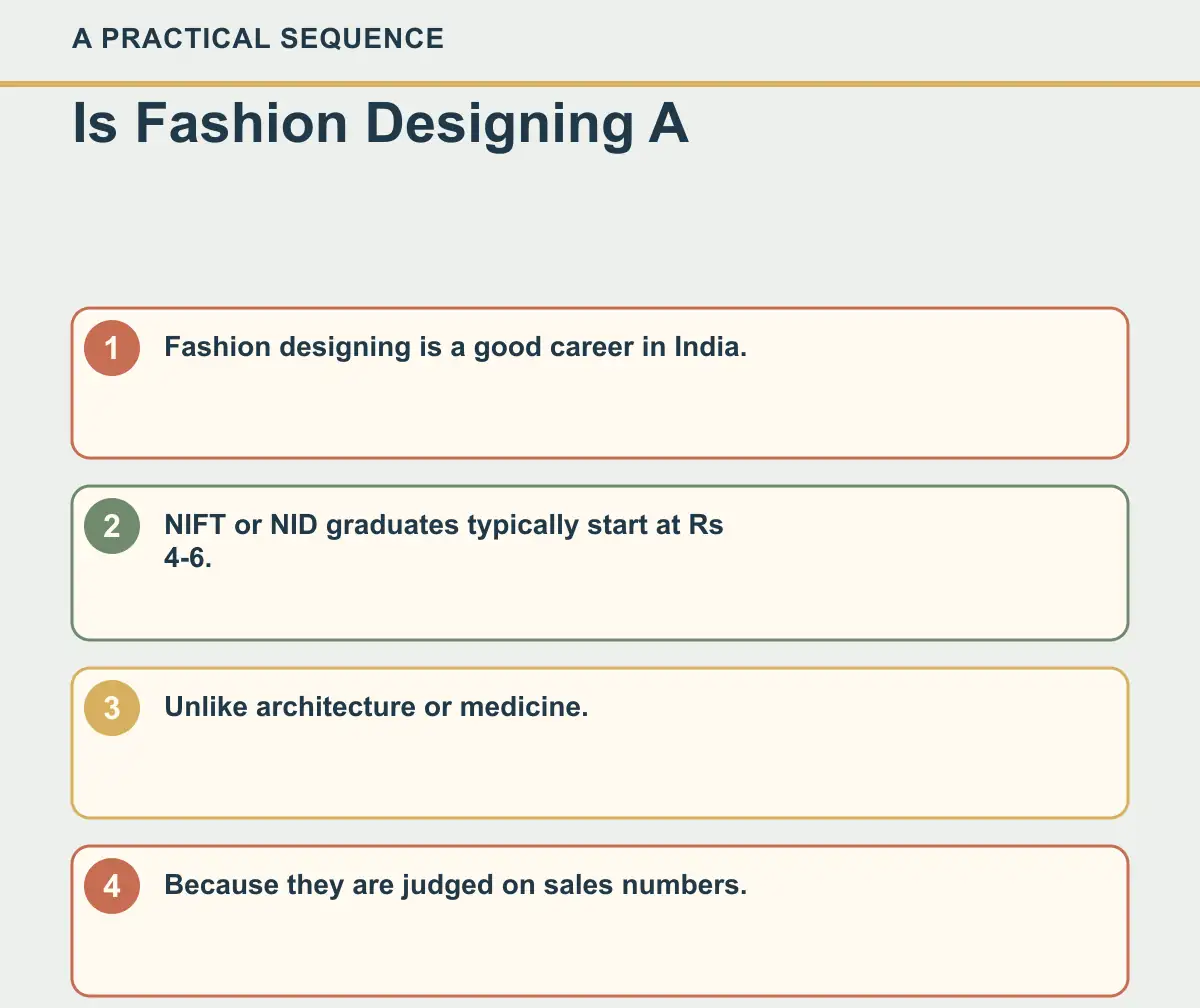 A PRACTICAL SEQUENCE
Is Fashion Designing A
1
Fashion designing is a good career in India.
2
NIFT or NID graduates typically start at Rs
4-6.
3
Unlike architecture or medicine.
4
Because they are judged on sales numbers.